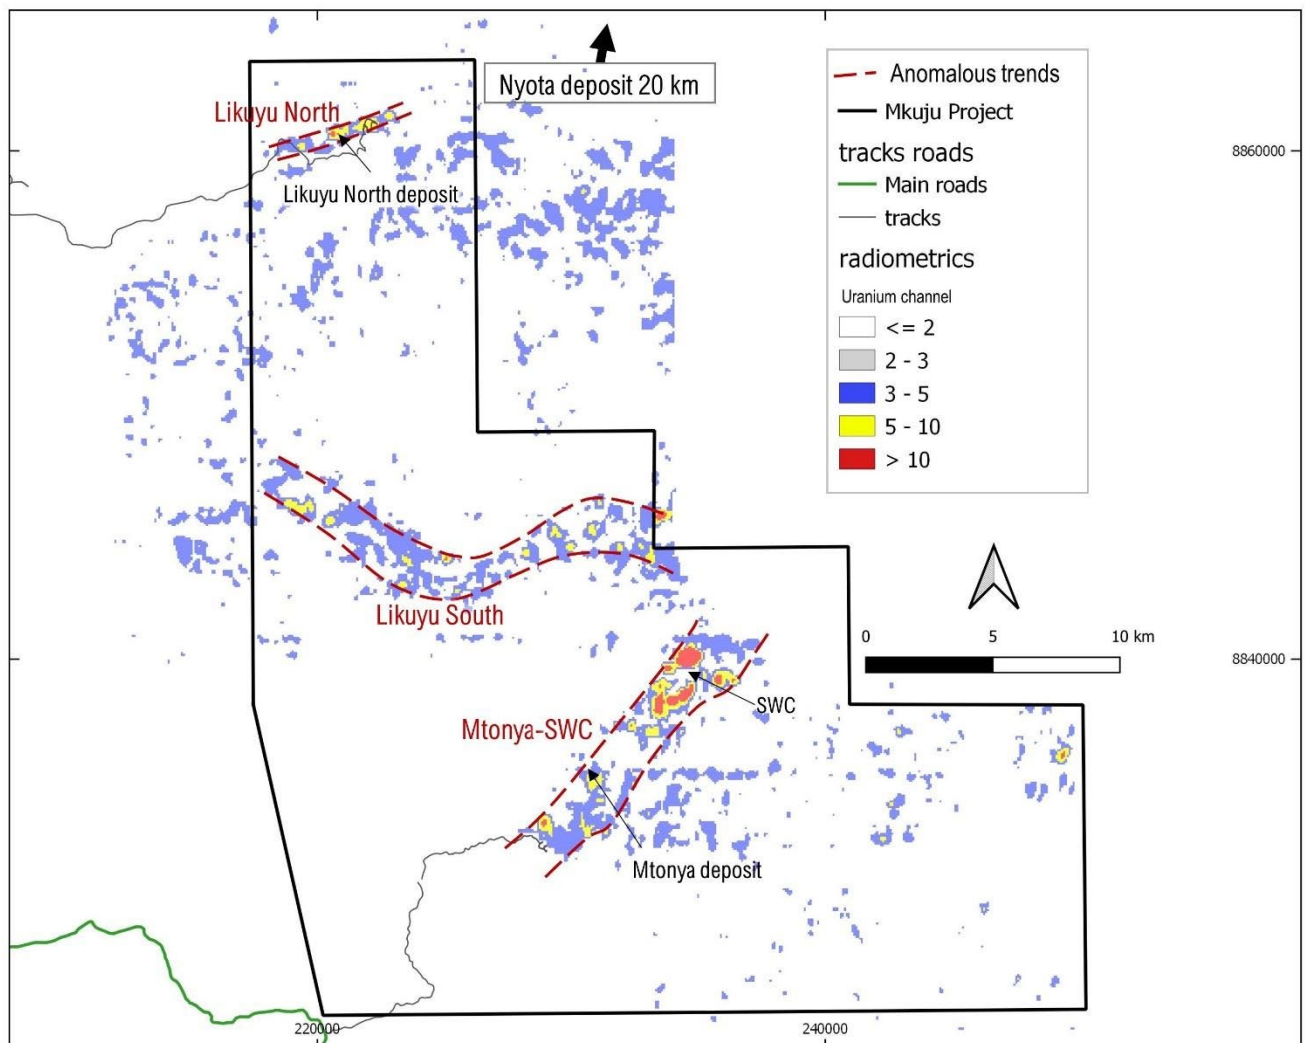 Nyota deposit 20 km
Likuyu North
Likuyu North deposit
Anomalous trends
Mkuju Project
tracks roads
Main roads
tracks
radiometrics
Uranium channel
<= 2
2 - 3
3 - 5
5 - 10
> 10
8860000
Likuyu South
0 5 10 km
8840000
SWC
Mtonya-SWC
Mtonya deposit
220000
240000